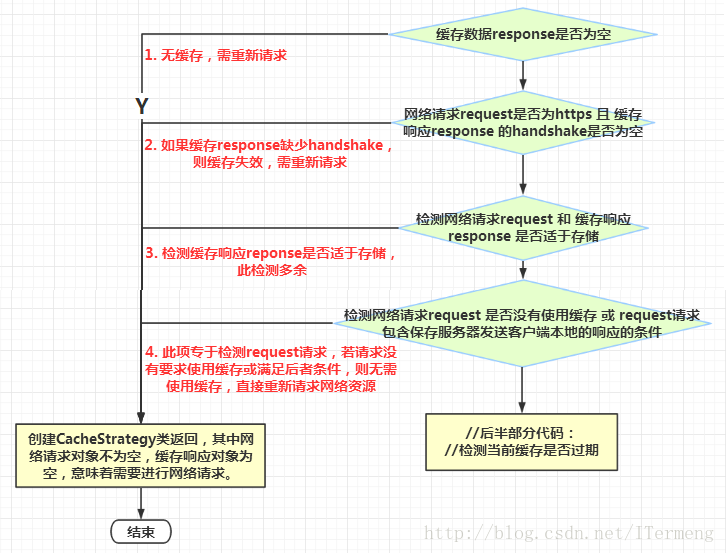 缓存数据response是否为空
1. 无缓存，需重新请求
Y
网络请求request是否为https 且 缓存
响应response 的handshake是否为空
2. 如果缓存response缺少handshake，
则缓存失效，需重新请求
检测网络请求request 和 缓存响应
response 是否适于存储
3. 检测缓存响应reponse是否适于存储，
此检测多余
检测网络请求request 是否没有使用缓存 或 request请求
包含保存服务器发送客户端本地的响应的条件
4. 此项专于检测request请求，若请求没
有要求使用缓存或满足后者条件，则无需
使用缓存，直接重新请求网络资源
创建CacheStrategy类返回，其中网
络请求对象不为空，缓存响应对象为
空，意味着需要进行网络请求。
//后半部分代码：
//检测当前缓存是否过期
结束
http://blog.csdn.net/ITermeng